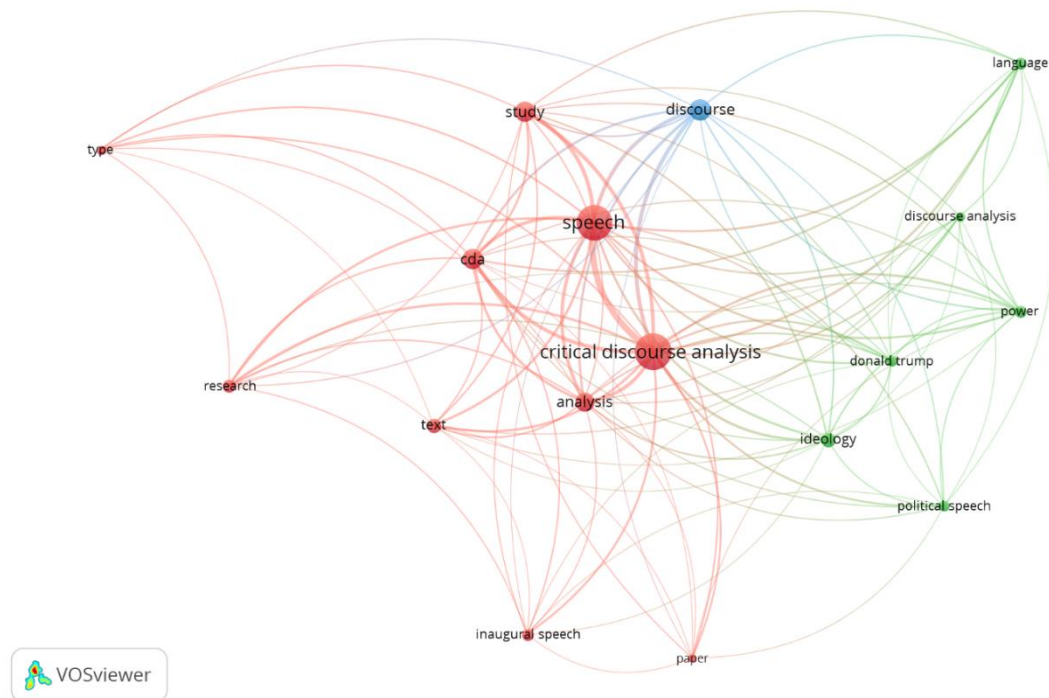 language
study
discourse
type
discourse analysis
speech
cda
power
critical discourse analysis
donald trump
research
analysis
text
ideology
political speech
inaugural speech
paper
VOSviewer